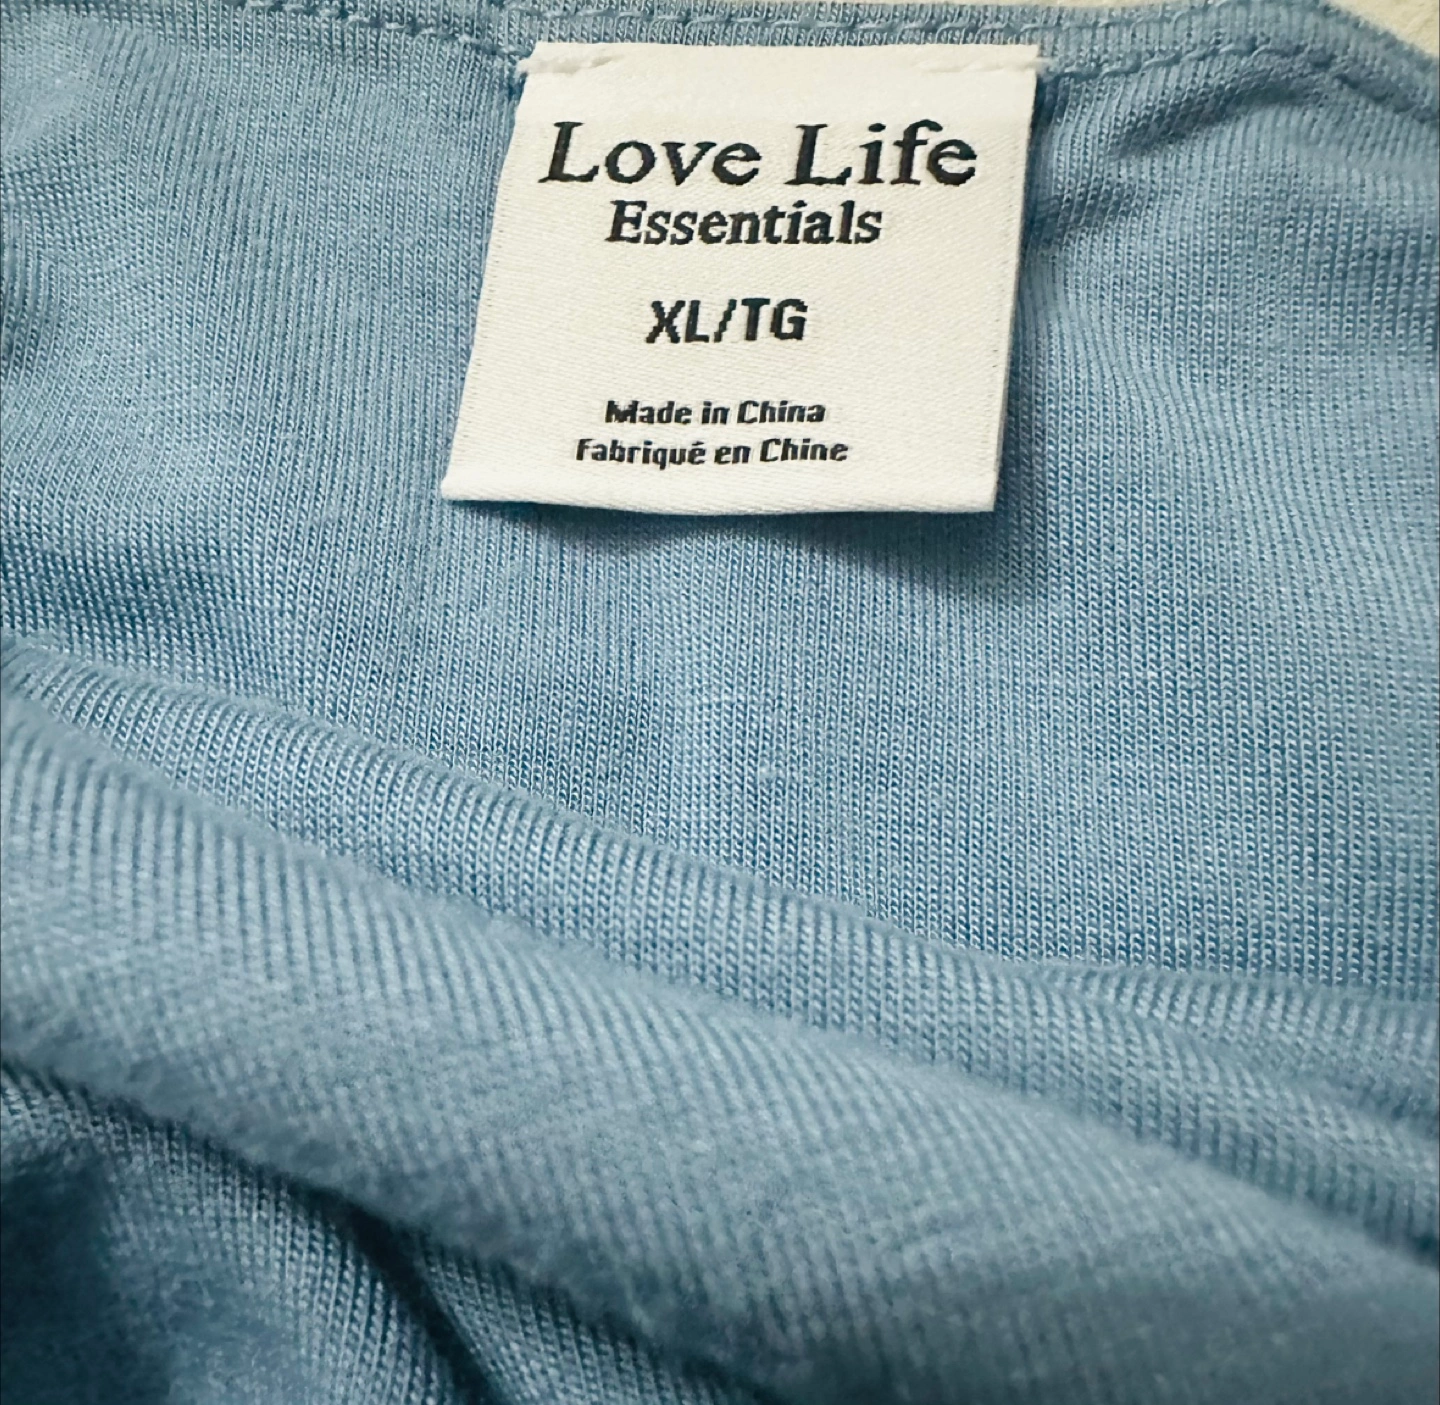 Love Life
Essentials
XL/TG
Made in China
Fabriqué en Chine